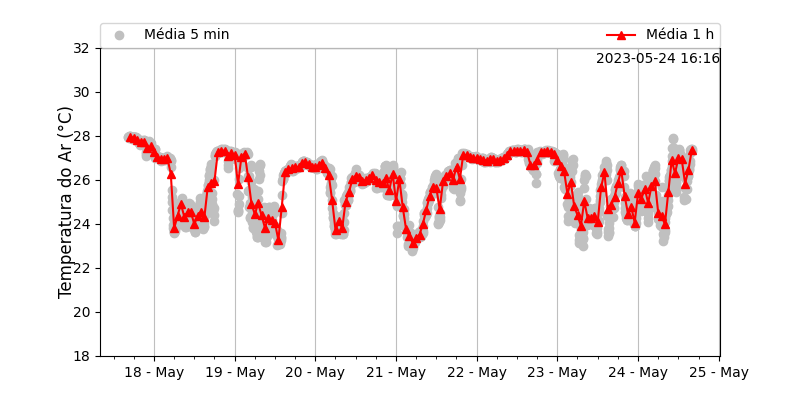 Média 5 min
Média 1 h
2023-05-24 16:16
Temperatura do Ar (°C)
32
30
28
26
24
22
20
18
18 - May
19 - May
20 - May
21 - May
22 - May
23 - May
24 - May
25 - May